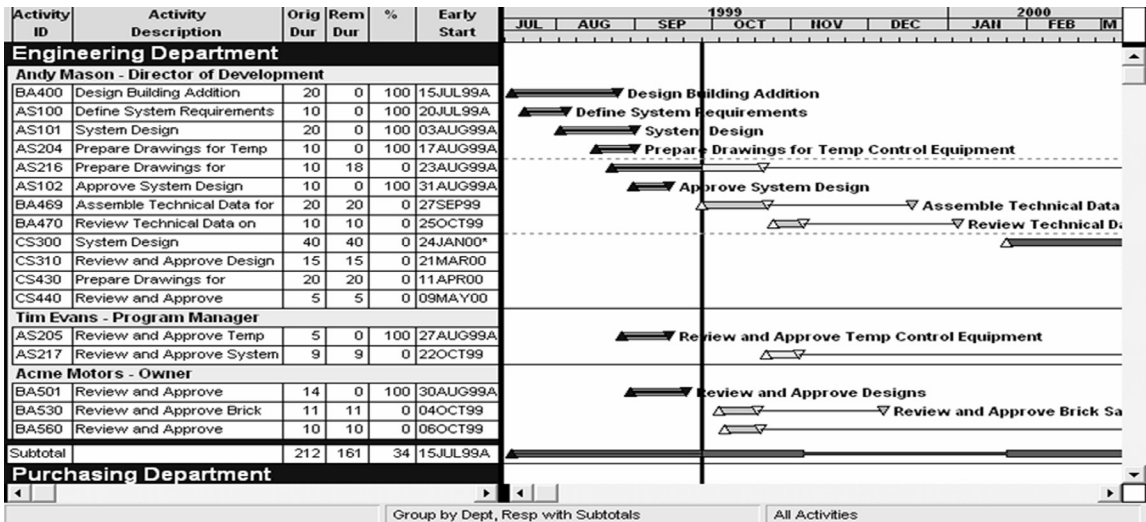 Activity ID Activity Description Orig Dur Rem Dur % Early Start
1999 2000
JUL AUG SEP OCT NOV DEC JAN FEB M
Engineering Department
Andy Mason - Director of Development
BA400 Design Building Addition 20 0 100 15JUL99A Design Building Addition
AS100 Define System Requirements 10 0 100 20JUL99A Define System Requirements
AS101 System Design 20 0 100 03AUG99A System Design
AS204 Prepare Drawings for Temp 10 0 100 17AUG99A Prepare Drawings for Temp Control Equipment
AS216 Prepare Drawings for 10 18 0 23AUG99A
AS102 Approve System Design 10 0 100 31AUG99A Approve System Design
BA469 Assemble Technical Data for 20 20 0 27SEP99 Assemble Technical Data
BA470 Review Technical Data on 10 10 0 25OCT99 Review Technical Da
CS300 System Design 40 40 0 24JAN00*
CS310 Review and Approve Design 15 15 0 21MAR00
CS430 Prepare Drawings for 20 20 0 11APR00
CS440 Review and Approve 5 5 0 09MAY00
Tim Evans - Program Manager
AS205 Review and Approve Temp 5 0 100 27AUG99A Review and Approve Temp Control Equipment
AS217 Review and Approve System 9 9 0 22OCT99
Acme Motors - Owner
BA501 Review and Approve 14 0 100 30AUG99A Review and Approve Designs
BA530 Review and Approve Brick 11 11 0 04OCT99 Review and Approve Brick Sa
BA560 Review and Approve 10 10 0 06OCT99
Subtotal 212 161 34 15JUL99A
Purchasing Department
Group by Dept, Resp with Subtotals All Activities